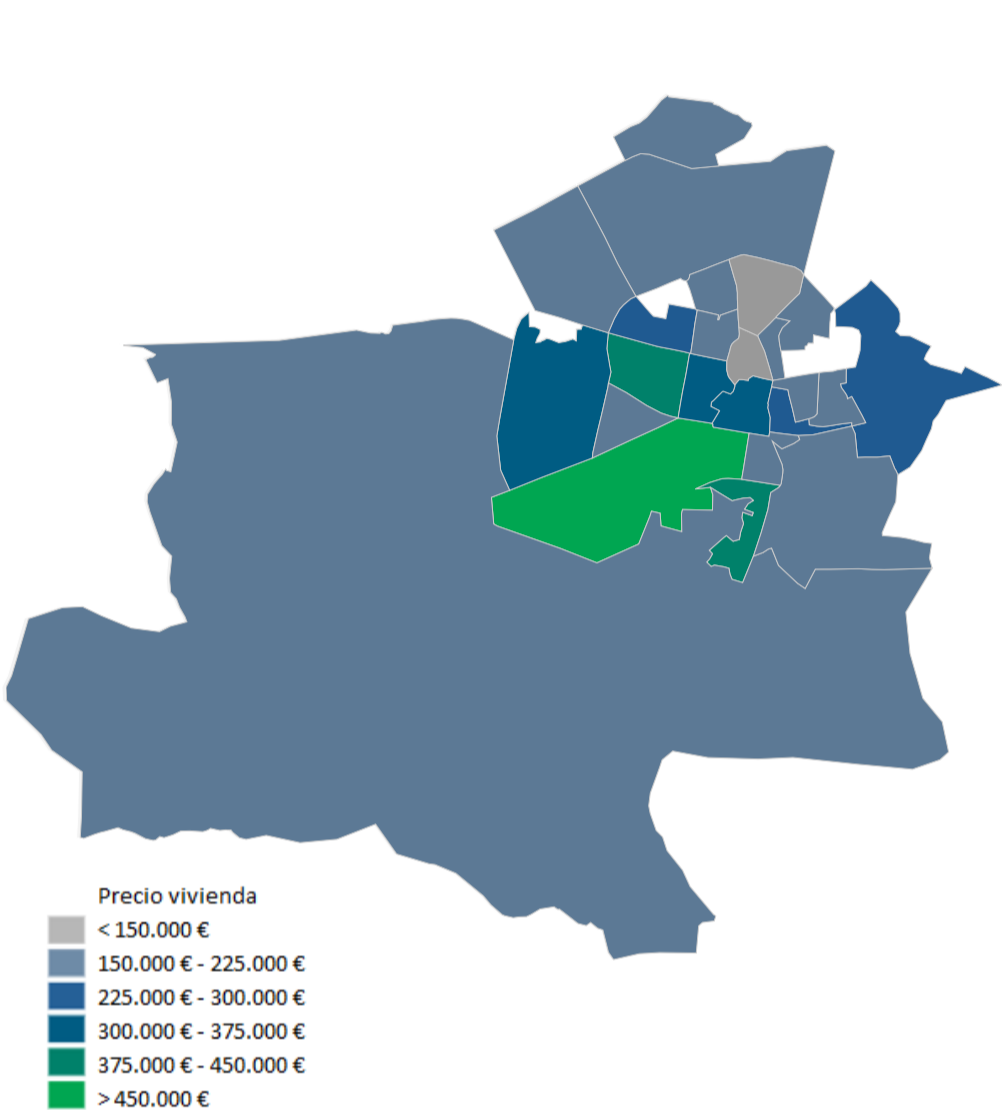 Precio vivienda
< 150.000 €
150.000 € - 225.000 €
225.000 € - 300.000 €
300.000 € - 375.000 €
375.000 € - 450.000 €
> 450.000 €